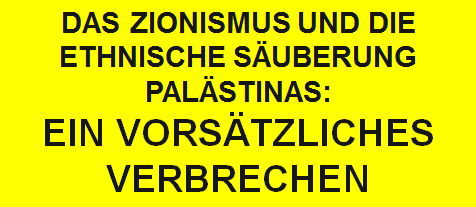 DAS ZIONISMUS UND DIE
ETHNISCHE SÄUBERUNG
PALÄSTINAS:
EIN VORSÄTZLICHES
VERBRECHEN